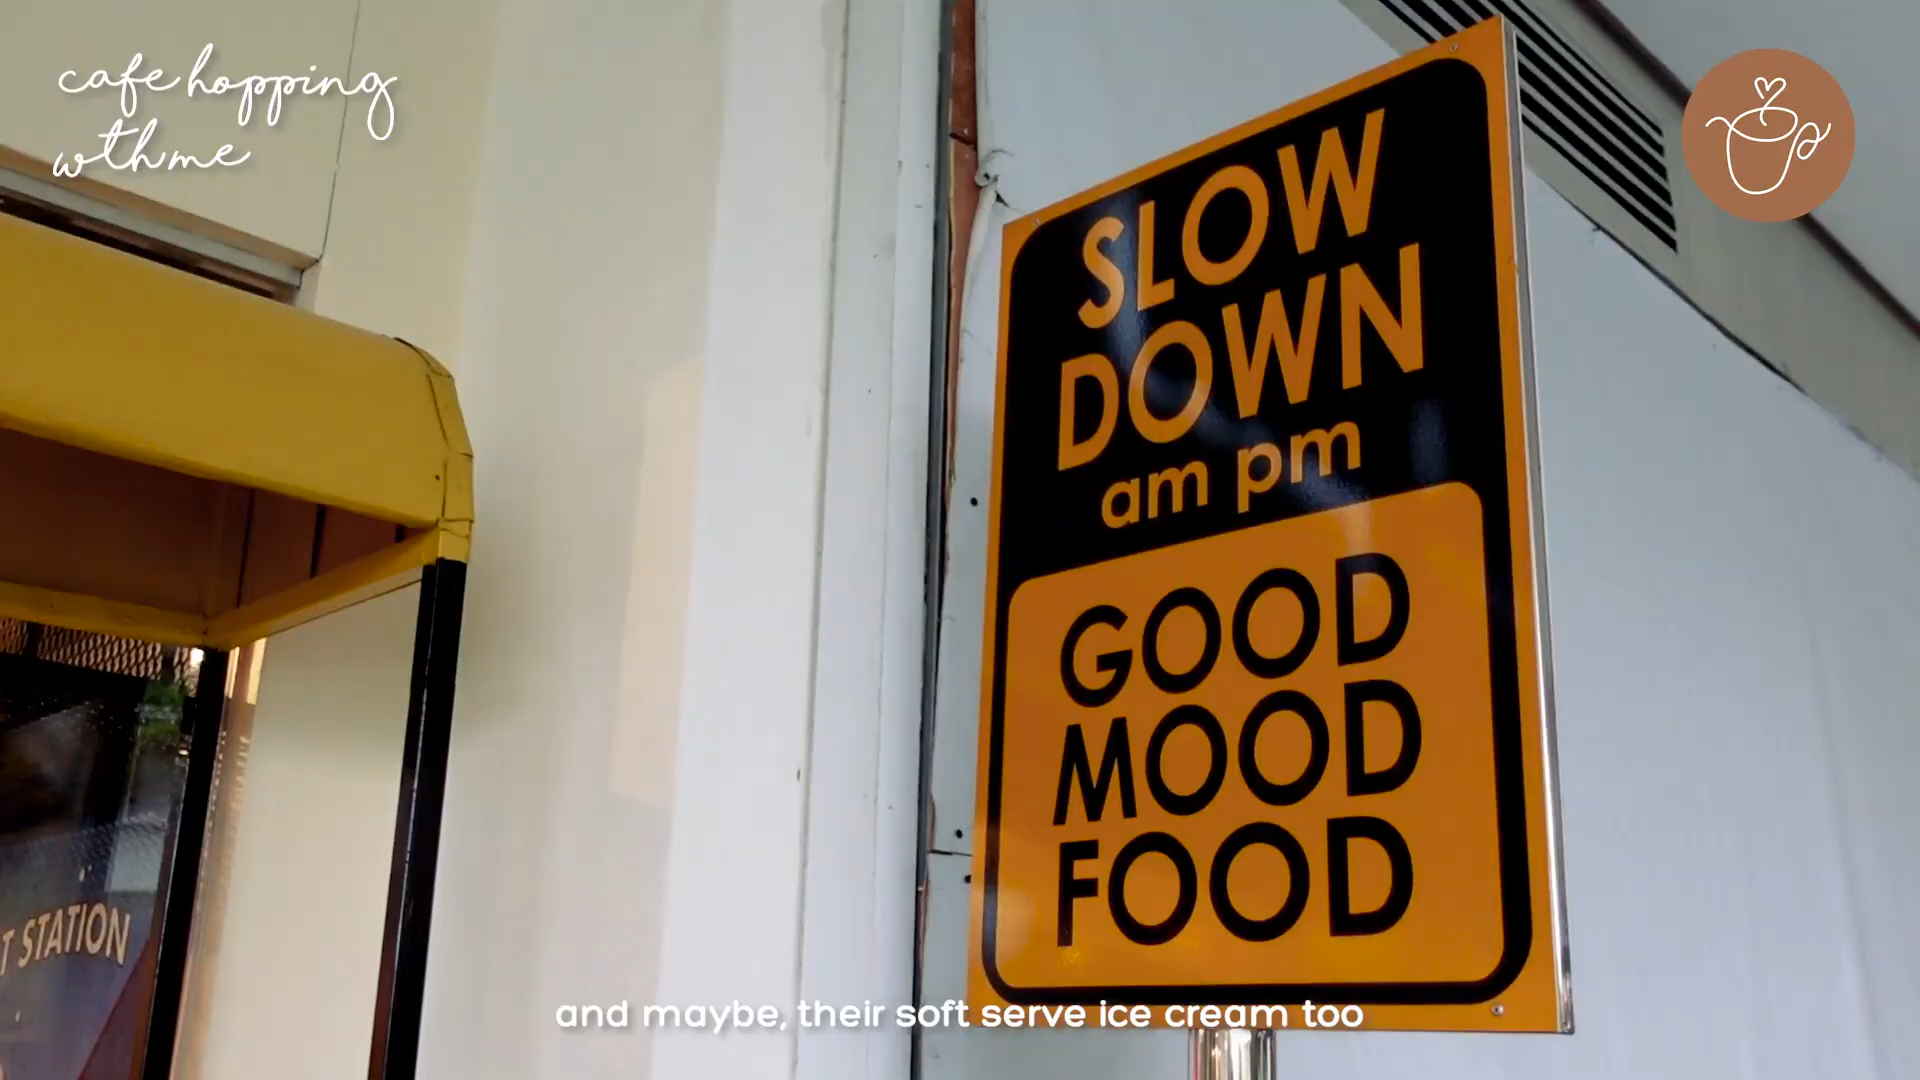 cafe hopping
wthme
SLOW
DOWN
am pm
GOOD
MOOD
FOOD
T STATION
and maybe, their soft serve ice cream too